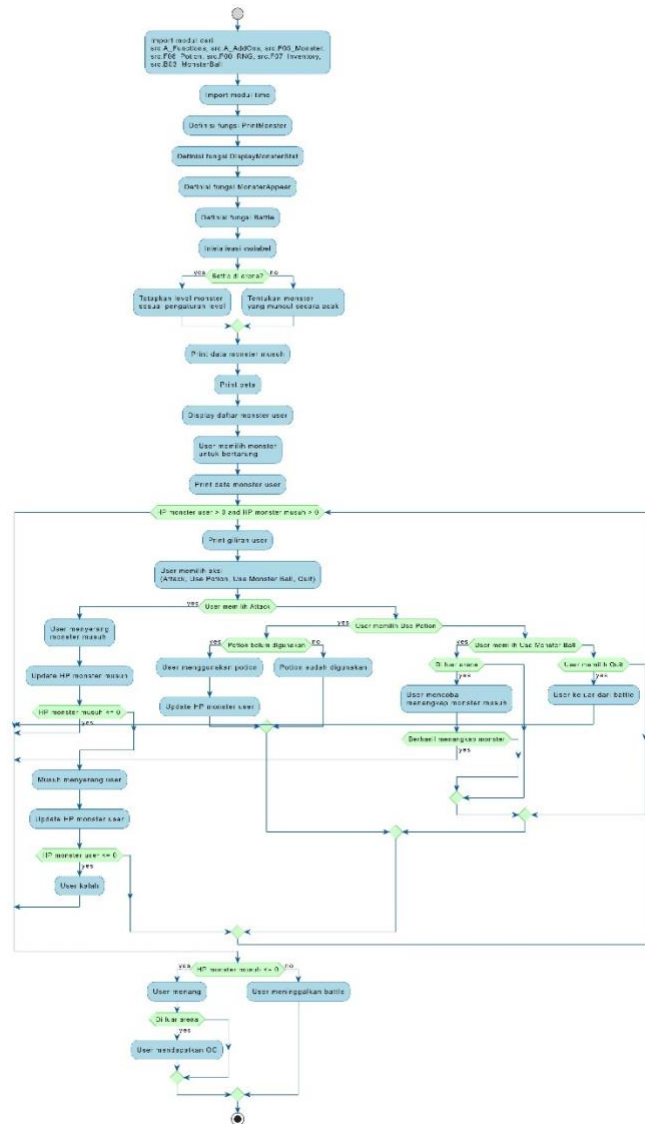 Import modul dari
src.A_Functions, src.A_AddOns, src.F05_Monster,
src.F06_Potion, src.F00_RNG, src.F07_Inventory,
src.B03_MonsterBall
Import modul time
Definisi fungsi PrintMonster
Definisi fungsi DisplayMonsterStat
Definisi fungsi MonsterAppear
Definisi fungsi Battle
Inisialisasi variabel
yes
Battle di arena?
no
Tetapkan level monster
sesuai pengaturan level
Tentukan monster
yang muncul secara acak
Print data monster musuh
Print
Display daftar monster user
User memilih monster
untuk bertarung
Print data monster user
HP monster user > 0 and HP monster musuh > 0
Print giliran user
User memilih aksi
(Attack, Use Potion, Use Monster Ball, Quit)
yes
User memilih Attack
User menyerang
monster musuh
Update HP monster musuh
HP monster musuh <= 0
yes
Musuh menyerang user
Update HP monster user
HP monster user <= 0
yes
User kalah
yes
User memilih Use Potion
yes
Potion belum digunakan
no
User menggunakan potion
Update HP monster user
Potion sudah digunakan
yes
User memilih Use Monster Ball
Di luar arena
yes
User mencoba
menangkap monster musuh
Berhasil menangkap monster
yes
User memilih Quit
yes
User keluar dari battle
yes
HP monster musuh <= 0
no
User menang
Di luar arena
yes
User mendapatkan OC
User meninggalkan battle